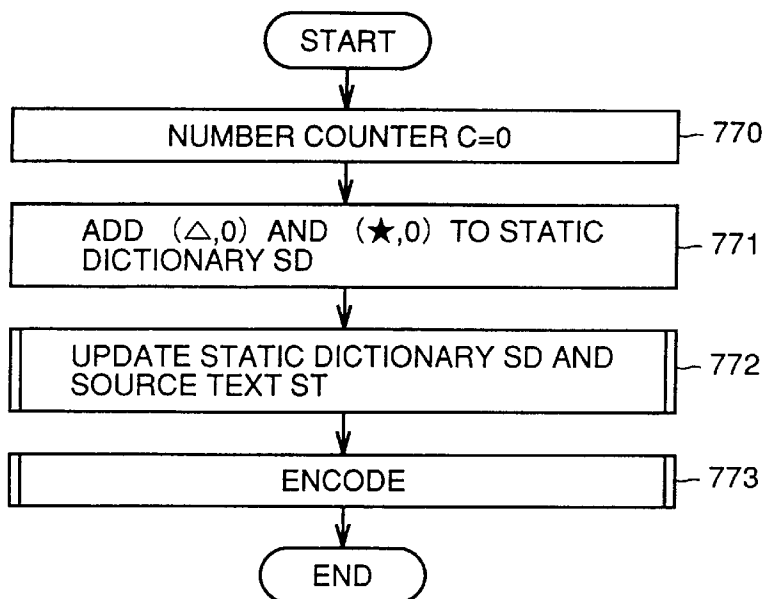 START
NUMBER COUNTER C=0
770
ADD (△,0) AND (★,0) TO STATIC
DICTIONARY SD
771
UPDATE STATIC DICTIONARY SD AND
SOURCE TEXT ST
772
ENCODE
773
END